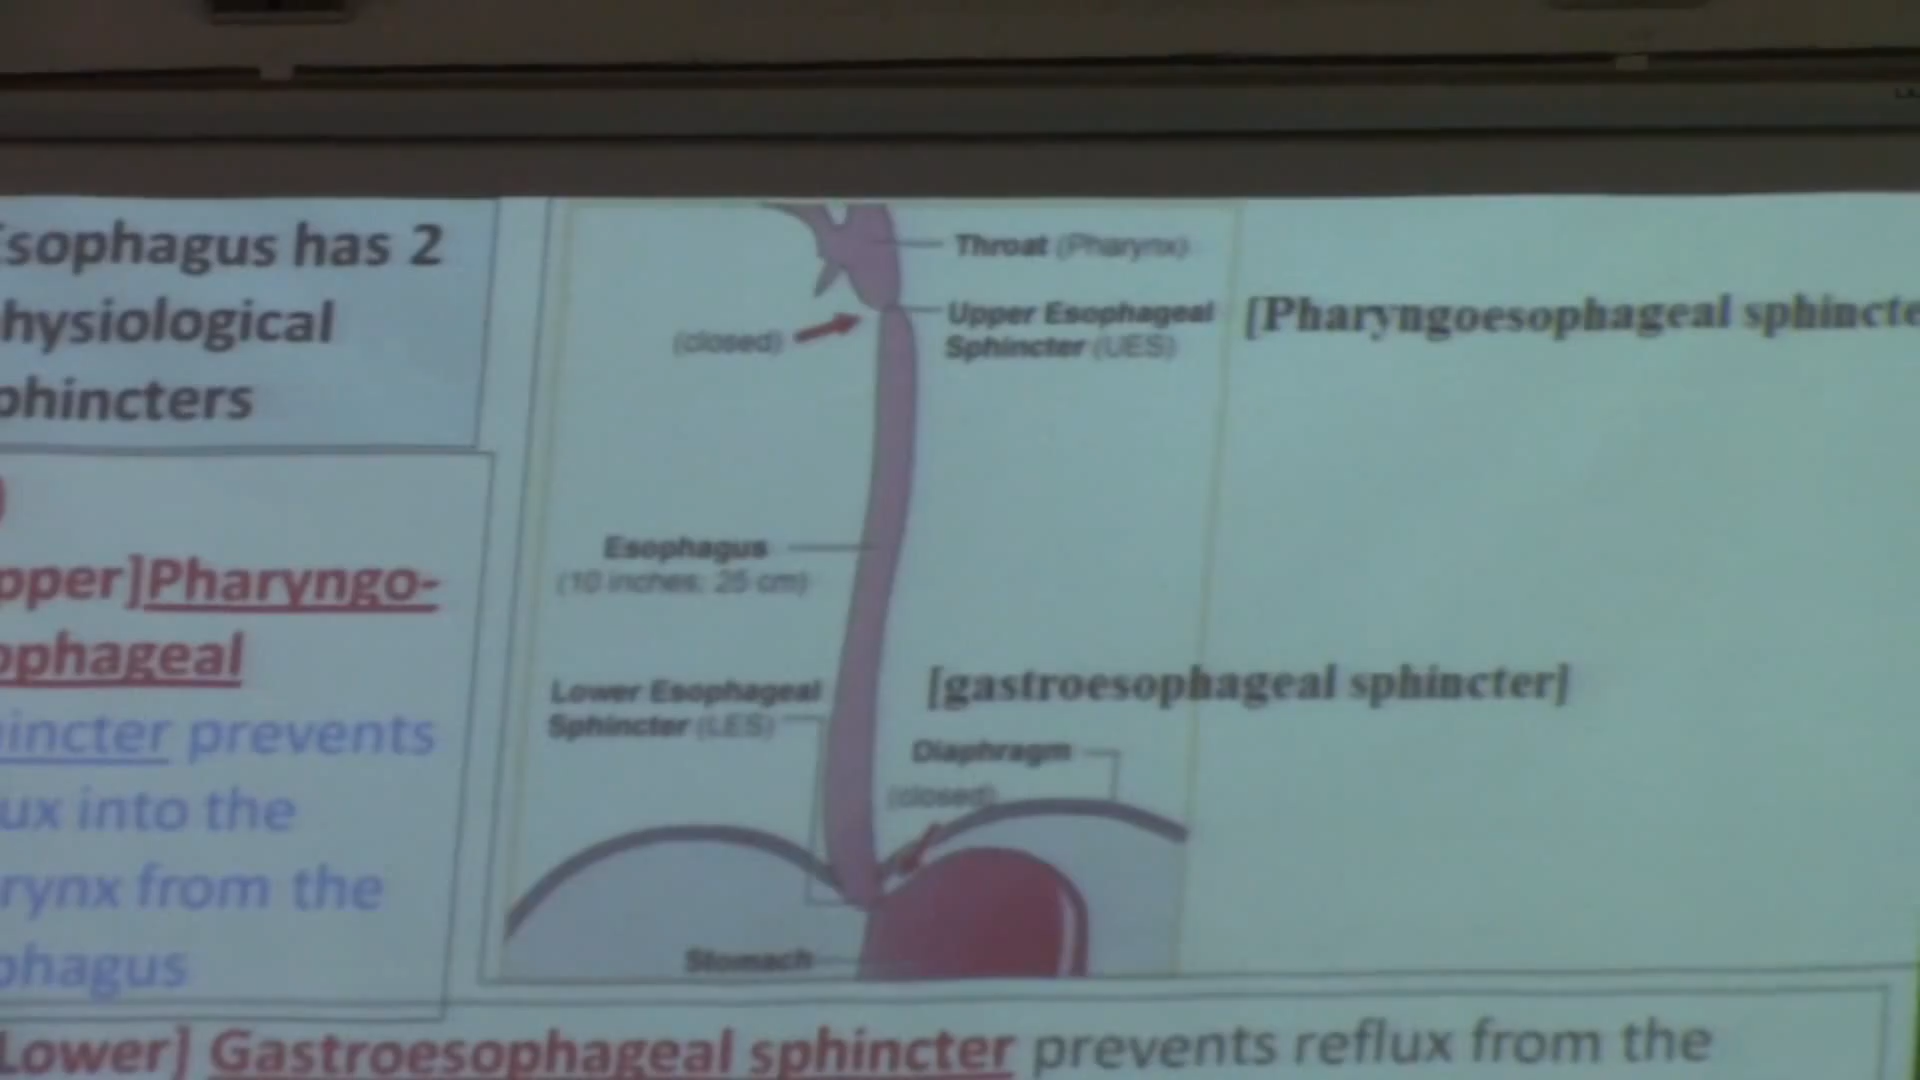 Esophagus has 2
hysiological
phincters
pper]Pharyngo-
ophageal
hincter prevents
ux into the
rynx from the
phagus
Throat (Pharynx)
Upper Esophageal
Sphincter (UES)
[Pharyngoesophageal sphincte
(closed)
Esophagus
(10 inches; 25 cm)
Lower Esophageal
Sphincter (LES)
[gastroesophageal sphincter]
Diaphragm
(closed)
Stomach
Lower] Gastroesophageal sphincter prevents reflux from the